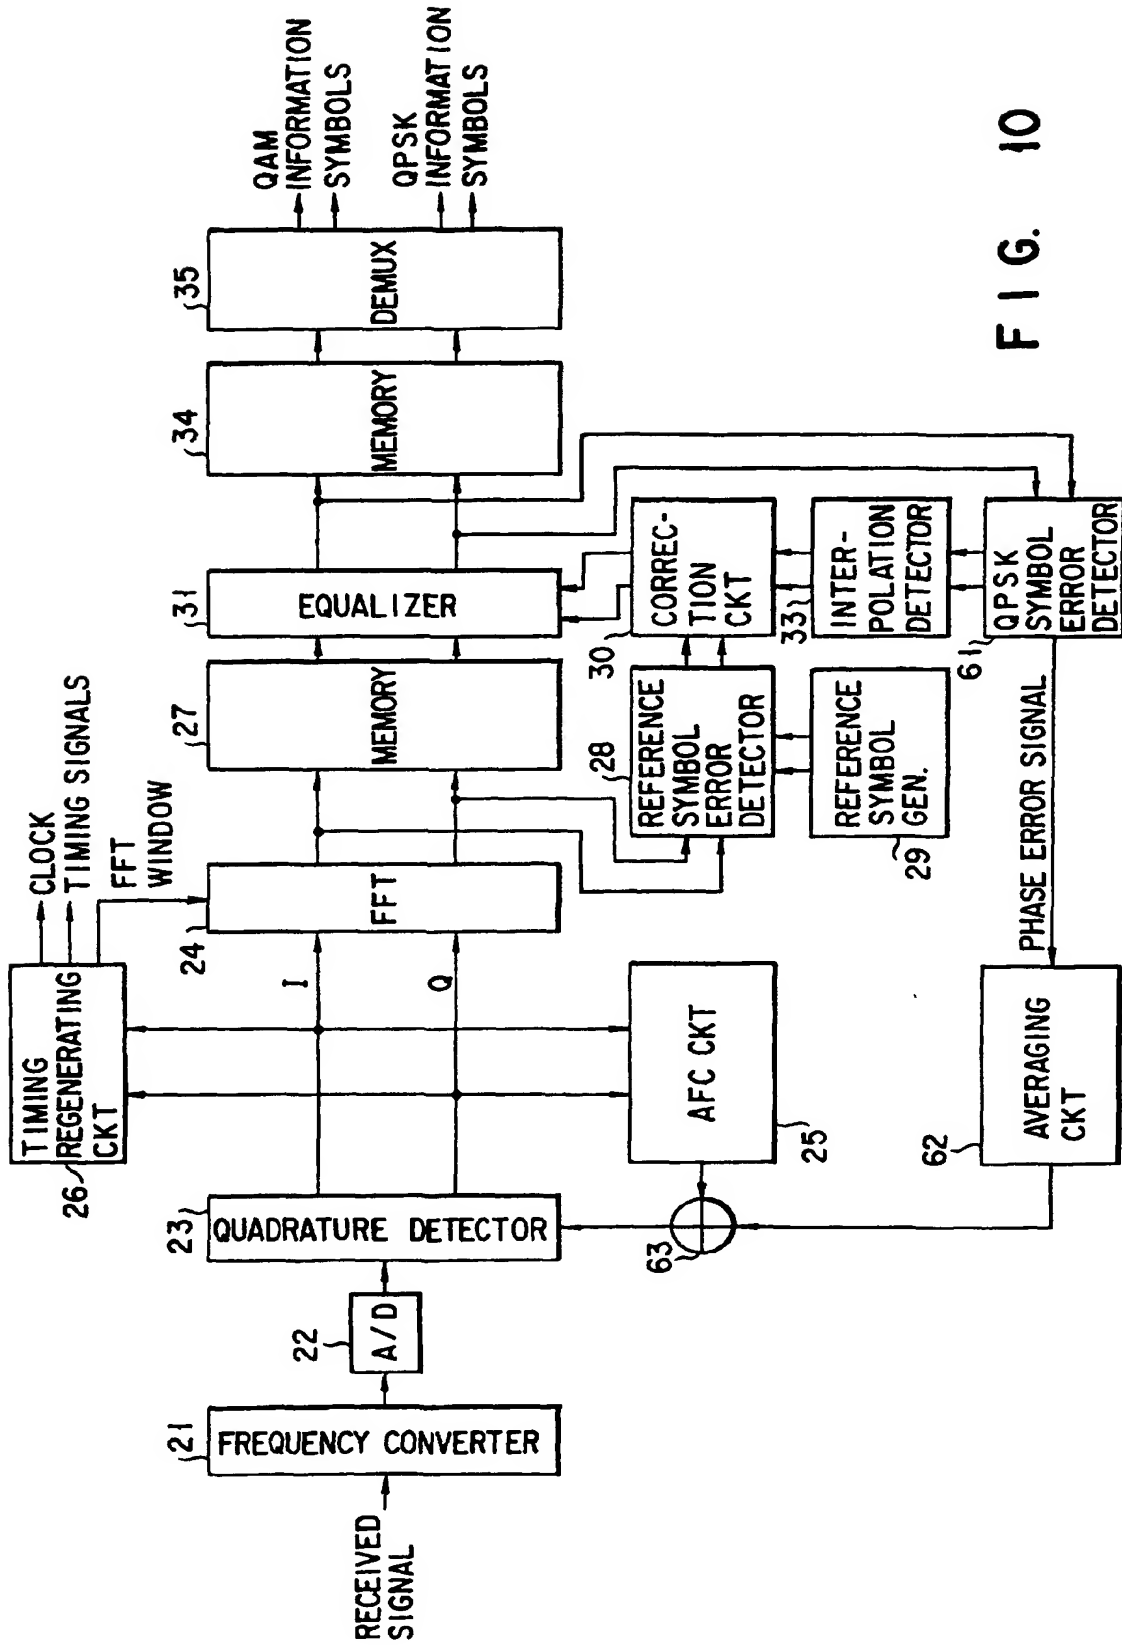 RECEIVED
SIGNAL
21
FREQUENCY CONVERTER
22
A/D
23
QUADRATURE DETECTOR
26
TIMING
REGENERATING
CKT
CLOCK
TIMING SIGNALS
FFT
WINDOW
I
Q
24
FFT
27
MEMORY
31
EQUALIZER
34
MEMORY
35
DEMUX
QAM
INFORMATION
SYMBOLS
QPSK
INFORMATION
SYMBOLS
63
AFC CKT
25
28
REFERENCE
SYMBOL
ERROR
DETECTOR
30
CORREC-
TION
CKT
29
REFERENCE
SYMBOL
GEN.
33
INTER-
POLATION
DETECTOR
62
AVERAGING
CKT
PHASE ERROR SIGNAL
61
QPSK
SYMBOL
ERROR
DETECTOR
FIG. 10